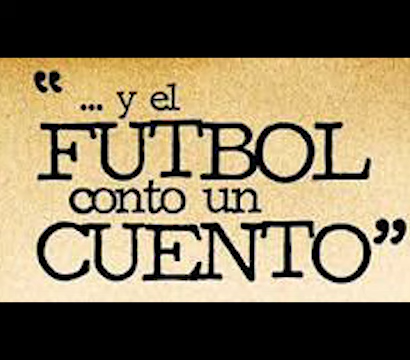 “ ... y el
FUTBOL
conto un
CUENTO”